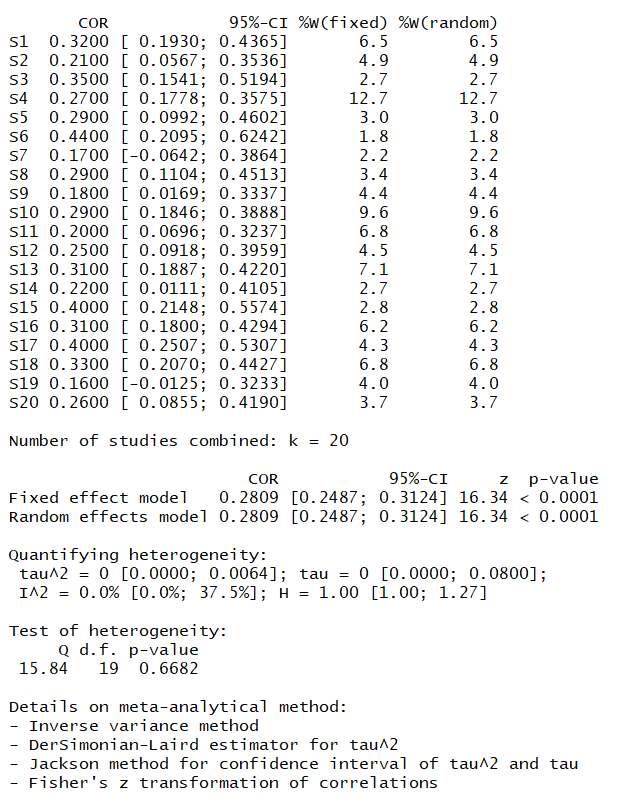 COR 95%-CI %W(fixed) %W(random)
S1 0.3200 [ 0.1930; 0.4365] 6.5 6.5
S2 0.2100 [ 0.0567; 0.3536] 4.9 4.9
S3 0.3500 [ 0.1541; 0.5194] 2.7 2.7
S4 0.2700 [ 0.1778; 0.3575] 12.7 12.7
S5 0.2900 [ 0.0992; 0.4602] 3.0 3.0
S6 0.4400 [ 0.2095; 0.6242] 1.8 1.8
S7 0.1700 [-0.0642; 0.3864] 2.2 2.2
S8 0.2900 [ 0.1104; 0.4513] 3.4 3.4
S9 0.1800 [ 0.0169; 0.3337] 4.4 4.4
S10 0.2900 [ 0.1846; 0.3888] 9.6 9.6
S11 0.2000 [ 0.0696; 0.3237] 6.8 6.8
S12 0.2500 [ 0.0918; 0.3959] 4.5 4.5
S13 0.3100 [ 0.1887; 0.4220] 7.1 7.1
S14 0.2200 [ 0.0111; 0.4105] 2.7 2.7
S15 0.4000 [ 0.2148; 0.5574] 2.8 2.8
S16 0.3100 [ 0.1800; 0.4294] 6.2 6.2
S17 0.4000 [ 0.2507; 0.5307] 4.3 4.3
S18 0.3300 [ 0.2070; 0.4427] 6.8 6.8
S19 0.1600 [-0.0125; 0.3233] 4.0 4.0
S20 0.2600 [ 0.0855; 0.4190] 3.7 3.7
Number of studies combined: k = 20
COR 95%-CI z p-value
Fixed effect model 0.2809 [0.2487; 0.3124] 16.34 < 0.0001
Random effects model 0.2809 [0.2487; 0.3124] 16.34 < 0.0001
Quantifying heterogeneity:
tau^2 = 0 [0.0000; 0.0064]; tau = 0 [0.0000; 0.0800];
I^2 = 0.0% [0.0%; 37.5%]; H = 1.00 [1.00; 1.27]
Test of heterogeneity:
Q d.f. p-value
15.84 19 0.6682
Details on meta-analytical method:
- Inverse variance method
- DerSimonian-Laird estimator for tau^2
- Jackson method for confidence interval of tau^2 and tau
- Fisher's z transformation of correlations